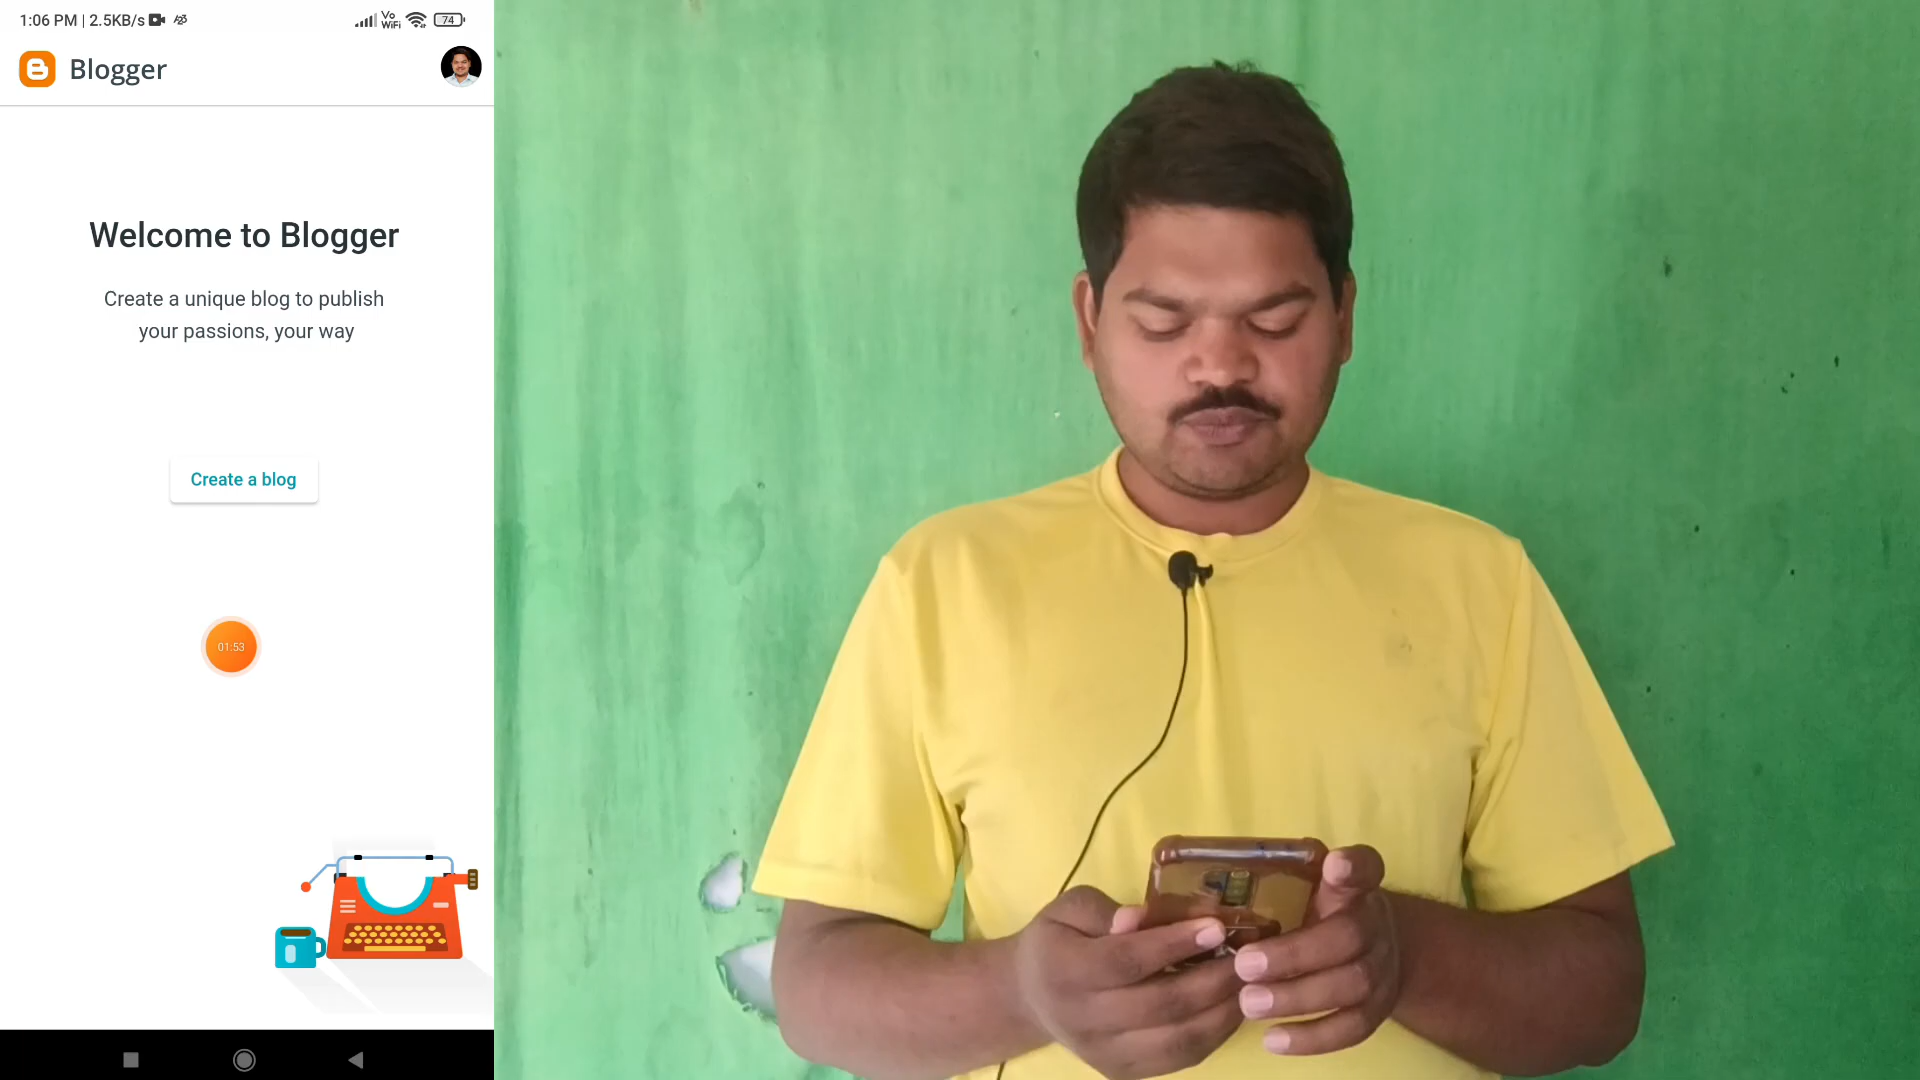 1:06 PM | 2.5KB/s
Vo
WiFi
74
Blogger
Welcome to Blogger
Create a unique blog to publish
your passions, your way
Create a blog
01:53